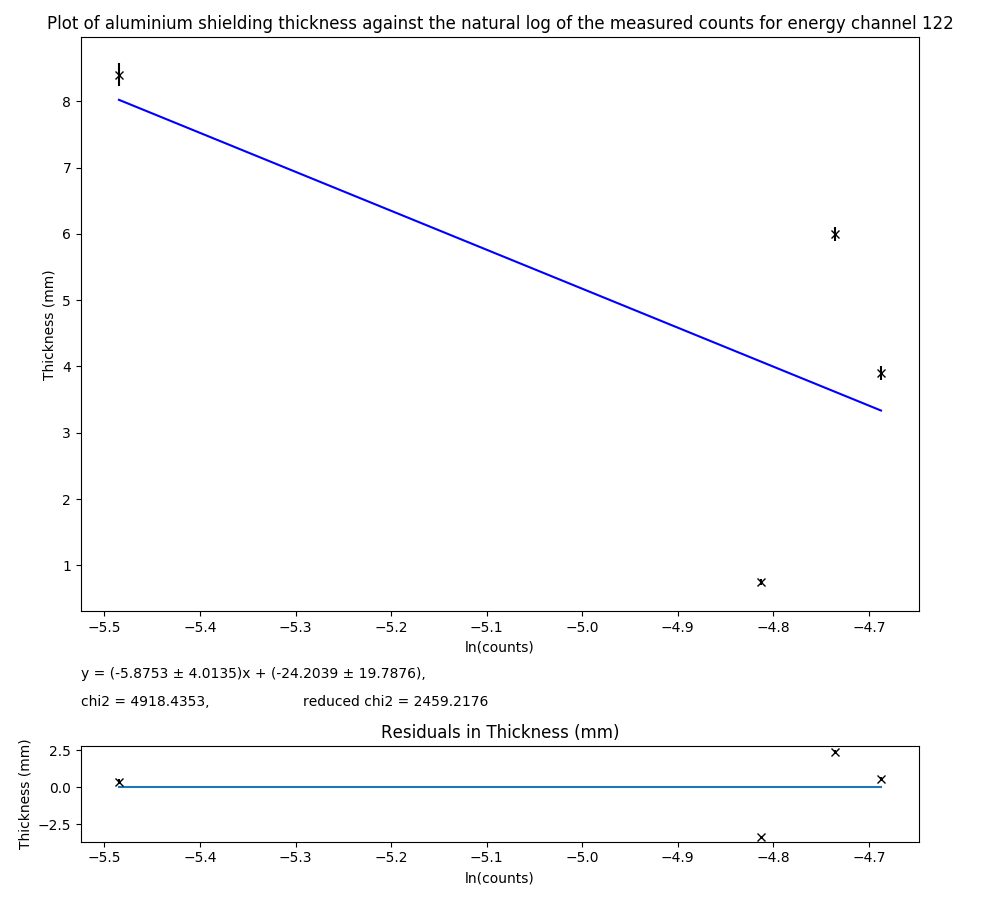 Plot of aluminium shielding thickness against the natural log of the measured counts for energy channel 122
8
7
6
5
4
3
2
1
Thickness (mm)
−5.5 −5.4 −5.3 −5.2 −5.1 −5.0 −4.9 −4.8 −4.7
ln(counts)
y = (-5.8753 ± 4.0135)x + (-24.2039 ± 19.7876),
chi2 = 4918.4353, reduced chi2 = 2459.2176
Residuals in Thickness (mm)
2.5
0.0
−2.5
Thickness (mm)
−5.5 −5.4 −5.3 −5.2 −5.1 −5.0 −4.9 −4.8 −4.7
ln(counts)